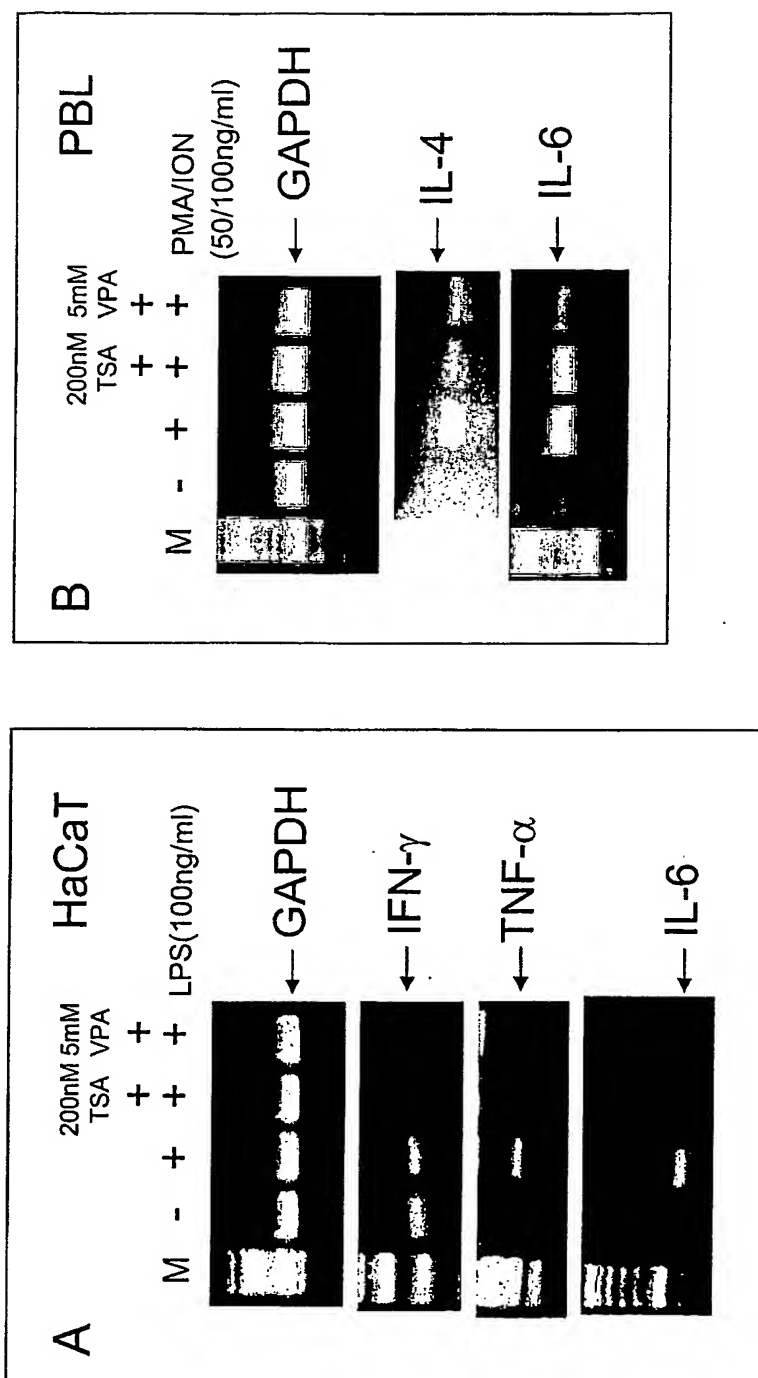 A
HaCaT
200nM 5mM
TSA VPA
+ +
M - + + + LPS(100ng/ml)
← GAPDH
← IFN-γ
← TNF-α
← IL-6
B
PBL
200nM 5mM
TSA VPA
+ +
M - + + + PMA/ION
(50/100ng/ml)
← GAPDH
← IL-4
← IL-6